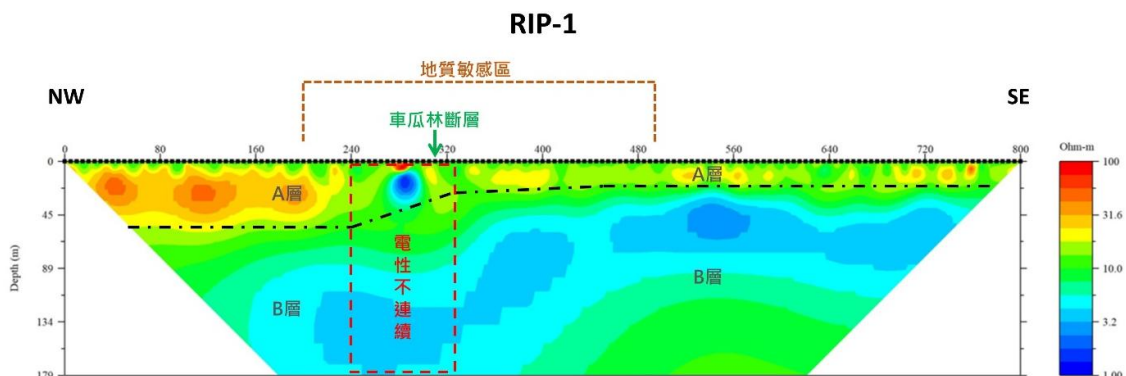 RIP-1
地質敏感區
NW
SE
車瓜林斷層
0 80 160 240 320 400 480 560 640 720 800
Ohm-m
0
45
89
134
179
Depth (m)
A層
A層
B層
B層
電性不連續
100
31.6
10.0
3.2
1.00